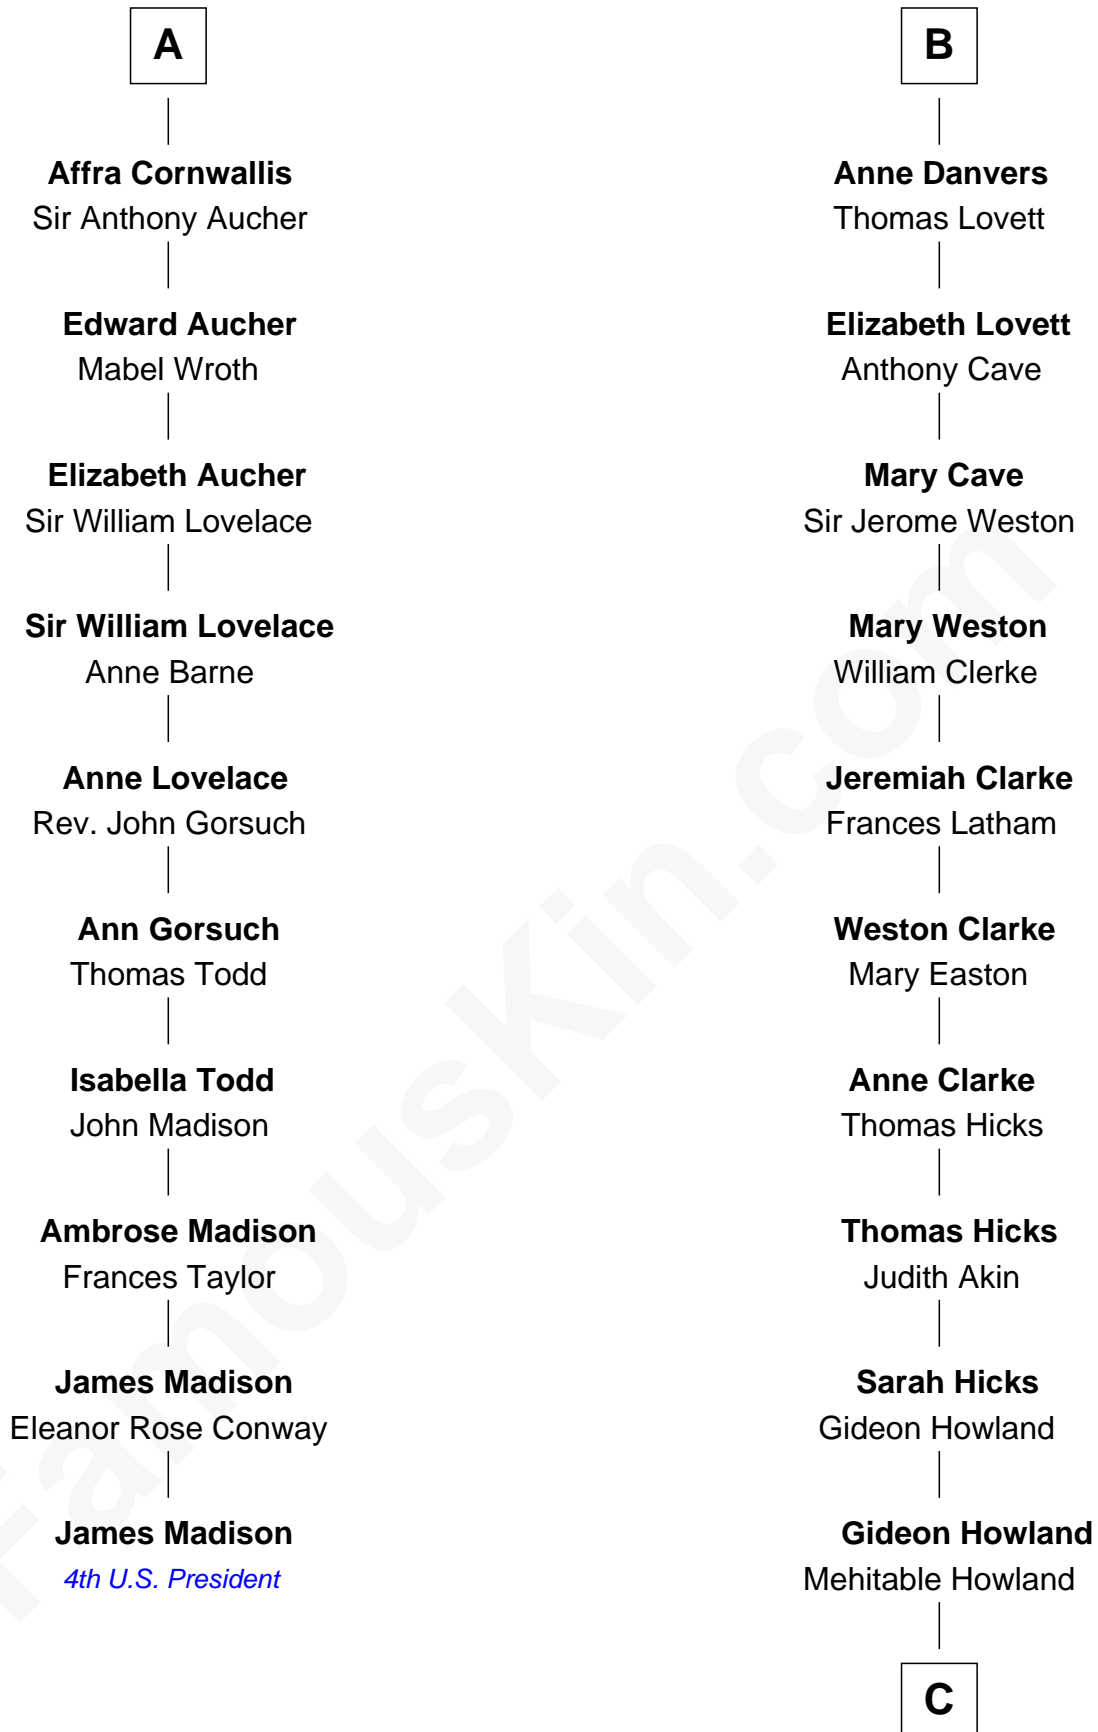 A
Affra Cornwallis
Sir Anthony Aucher
Edward Aucher
Mabel Wroth
Elizabeth Aucher
Sir William Lovelace
Sir William Lovelace
Anne Barne
Anne Lovelace
Rev. John Gorsuch
Ann Gorsuch
Thomas Todd
Isabella Todd
John Madison
Ambrose Madison
Frances Taylor
James Madison
Eleanor Rose Conway
James Madison
4th U.S. President
B
Anne Danvers
Thomas Lovett
Elizabeth Lovett
Anthony Cave
Mary Cave
Sir Jerome Weston
Mary Weston
William Clerke
Jeremiah Clarke
Frances Latham
Weston Clarke
Mary Easton
Anne Clarke
Thomas Hicks
Thomas Hicks
Judith Akin
Sarah Hicks
Gideon Howland
Gideon Howland
Mehitable Howland
C
FamousKin.com